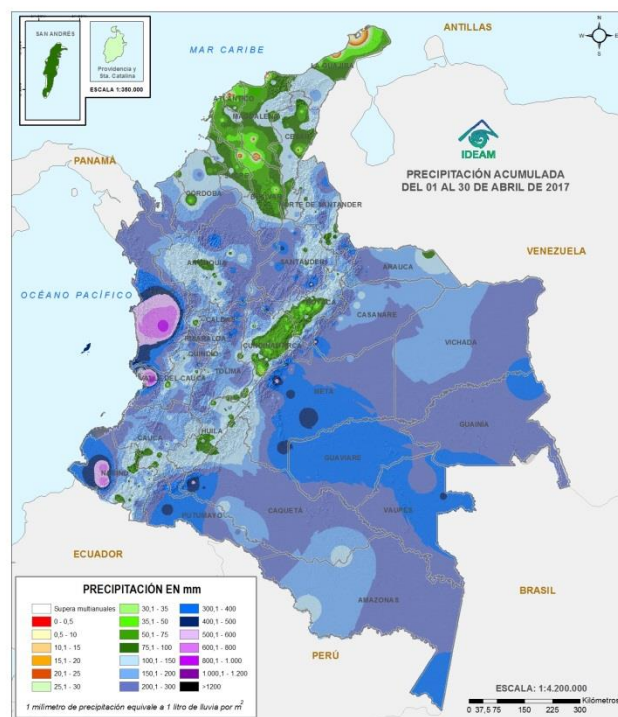 SAN ANDRÉS
Providencia y
Sta. Catalina
ESCALA 1:350.000
MAR CARIBE
ANTILLAS
N
W
E
S
LA GUAJIRA
ATLÁNTICO
MAGDALENA
CESAR
IDEAM
PRECIPITACIÓN ACUMULADA
DEL 01 AL 30 DE ABRIL DE 2017
PANAMÁ
CÓRDOBA
BOLÍVAR
NORTE DE SANTANDER
VENEZUELA
ANTIOQUIA
SANTANDER
ARAUCA
OCÉANO PACÍFICO
CASANARE
CALDAS
RISARALDA
CUNDINAMARCA
VICHADA
QUINDÍO
TOLIMA
VALLE DEL CAUCA
META
GUAINÍA
CAUCA
HUILA
GUAVIARE
NARIÑO
PUTUMAYO
CAQUETÁ
VAUPÉS
ECUADOR
AMAZONAS
BRASIL
PERÚ
PRECIPITACIÓN EN mm
Supera multianuales
30,1 - 35
300,1 - 400
0 - 0,5
35,1 - 50
400,1 - 500
0,5 - 10
50,1 - 75
500,1 - 600
10,1 - 15
75,1 - 100
600,1 - 800
15,1 - 20
100,1 - 150
800,1 - 1.000
20,1 - 25
150,1 - 200
1.000,1 - 1.200
25,1 - 30
200,1 - 300
>1200
1 milímetro de precipitación equivale a 1 litro de lluvia por m²
ESCALA: 1:4.200.000
Kilómetros
0 37,5 75 150 225 300